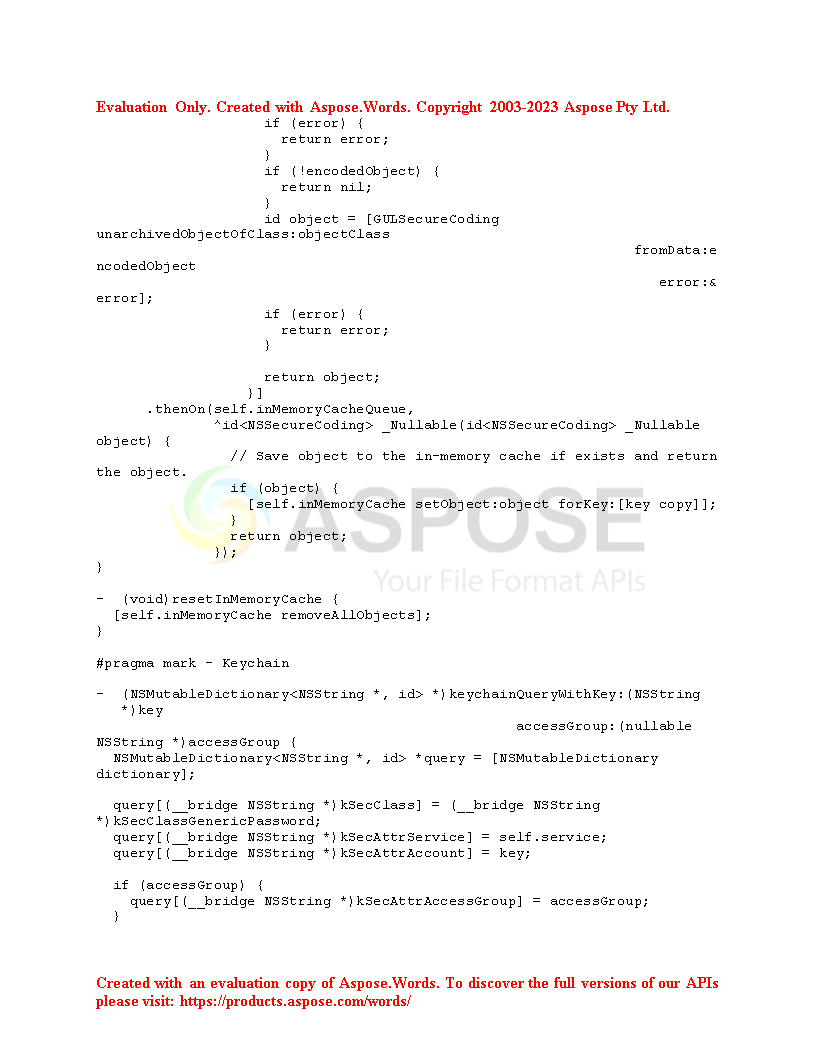 Evaluation Only. Created with Aspose.Words. Copyright 2003-2023 Aspose Pty Ltd.
if (error) {
return error;
}
if (!encodedObject) {
return nil;
}
id object = [GULSecureCoding
unarchivedObjectOfClass:objectClass
fromData:e
ncodedObject
error:&
error];
if (error) {
return error;
}
return object;
}]
.thenOn(self.inMemoryCacheQueue,
^id<NSSecureCoding> _Nullable(id<NSSecureCoding> _Nullable
object) {
// Save object to the in-memory cache if exists and return
the object.
if (object) {
[self.inMemoryCache setObject:object forKey:[key copy]];
}
return object;
});
}
ASPOSE
Your File Format APIs
- (void)resetInMemoryCache {
[self.inMemoryCache removeAllObjects];
}
#pragma mark - Keychain
- (NSMutableDictionary<NSString *, id> *)keychainQueryWithKey:(NSString
*)key
accessGroup:(nullable
NSString *)accessGroup {
NSMutableDictionary<NSString *, id> *query = [NSMutableDictionary
dictionary];
query[(__bridge NSString *)kSecClass] = (__bridge NSString
*)kSecClassGenericPassword;
query[(__bridge NSString *)kSecAttrService] = self.service;
query[(__bridge NSString *)kSecAttrAccount] = key;
if (accessGroup) {
query[(__bridge NSString *)kSecAttrAccessGroup] = accessGroup;
}
Created with an evaluation copy of Aspose.Words. To discover the full versions of our APIs
please visit: https://products.aspose.com/words/